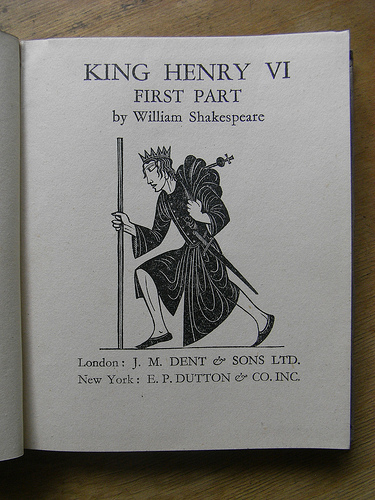 KING HENRY VI
FIRST PART
by William Shakespeare
London: J. M. DENT & SONS LTD.
New York: E. P. DUTTON & CO. INC.